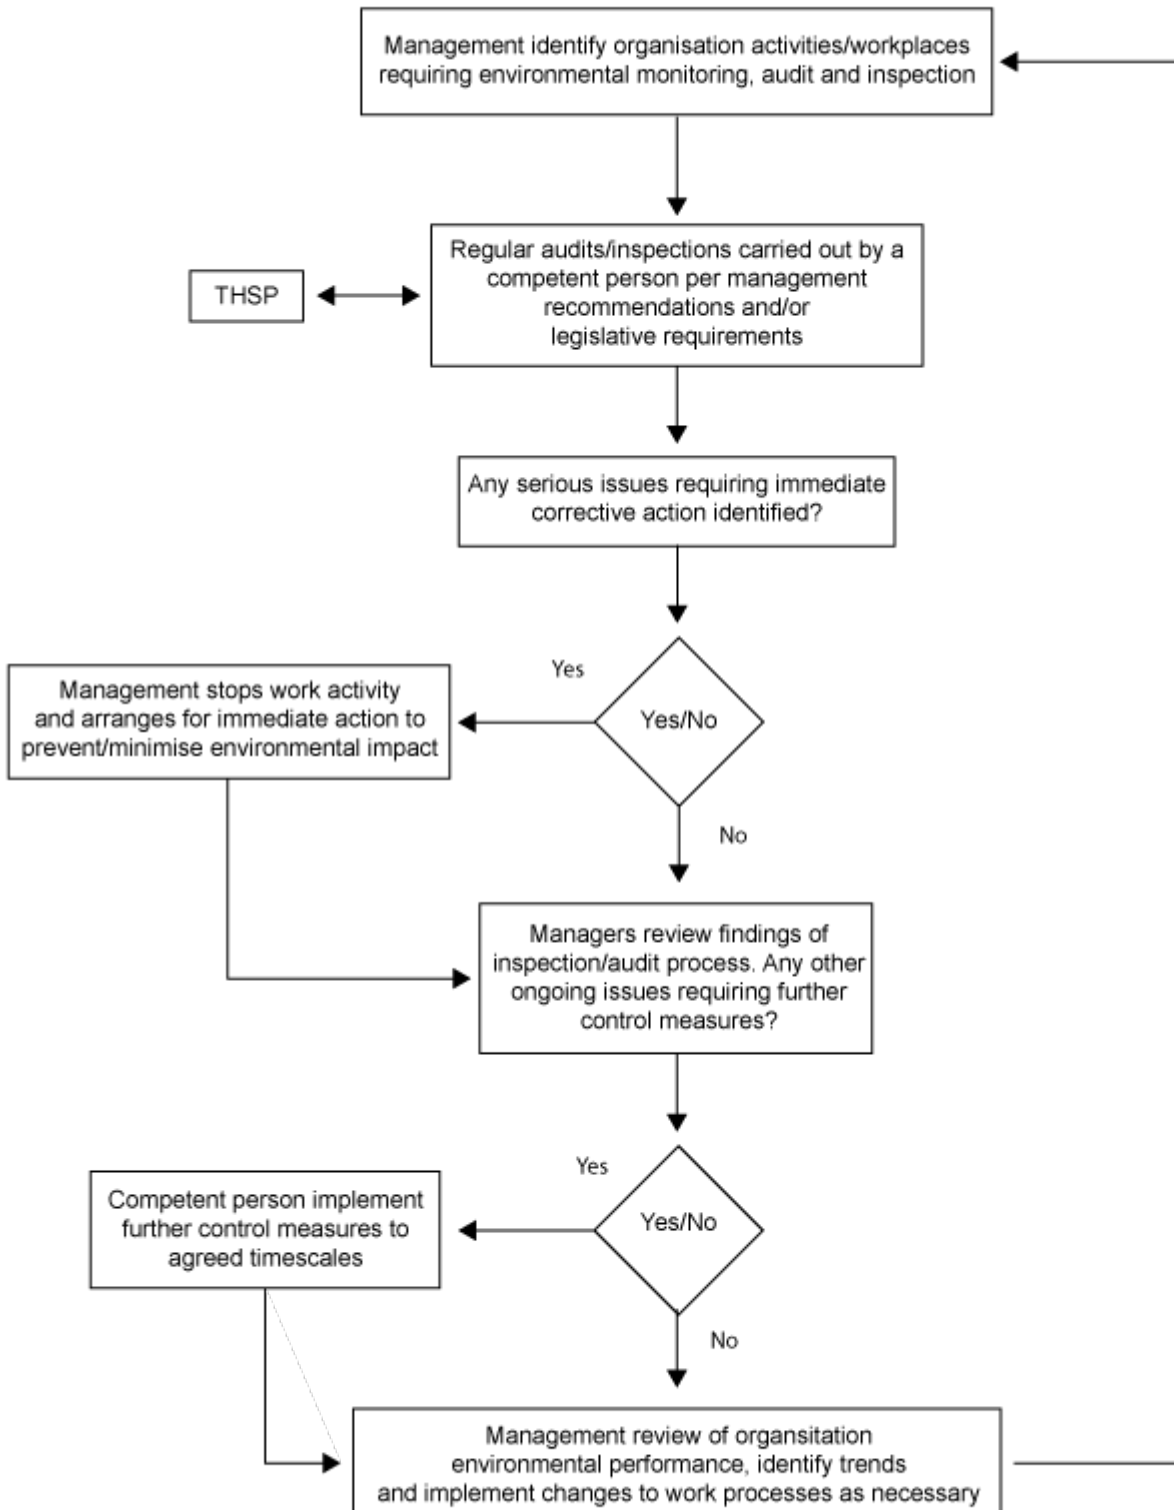 Management identify organisation activities/workplaces
requiring environmental monitoring, audit and inspection
Regular audits/inspections carried out by a
competent person per management
recommendations and/or
legislative requirements
THSP
Any serious issues requiring immediate
corrective action identified?
Yes
Yes/No
Management stops work activity
and arranges for immediate action to
prevent/minimise environmental impact
No
Managers review findings of
inspection/audit process. Any other
ongoing issues requiring further
control measures?
Yes
Yes/No
Competent person implement
further control measures to
agreed timescales
No
Management review of organsitation
environmental performance, identify trends
and implement changes to work processes as necessary